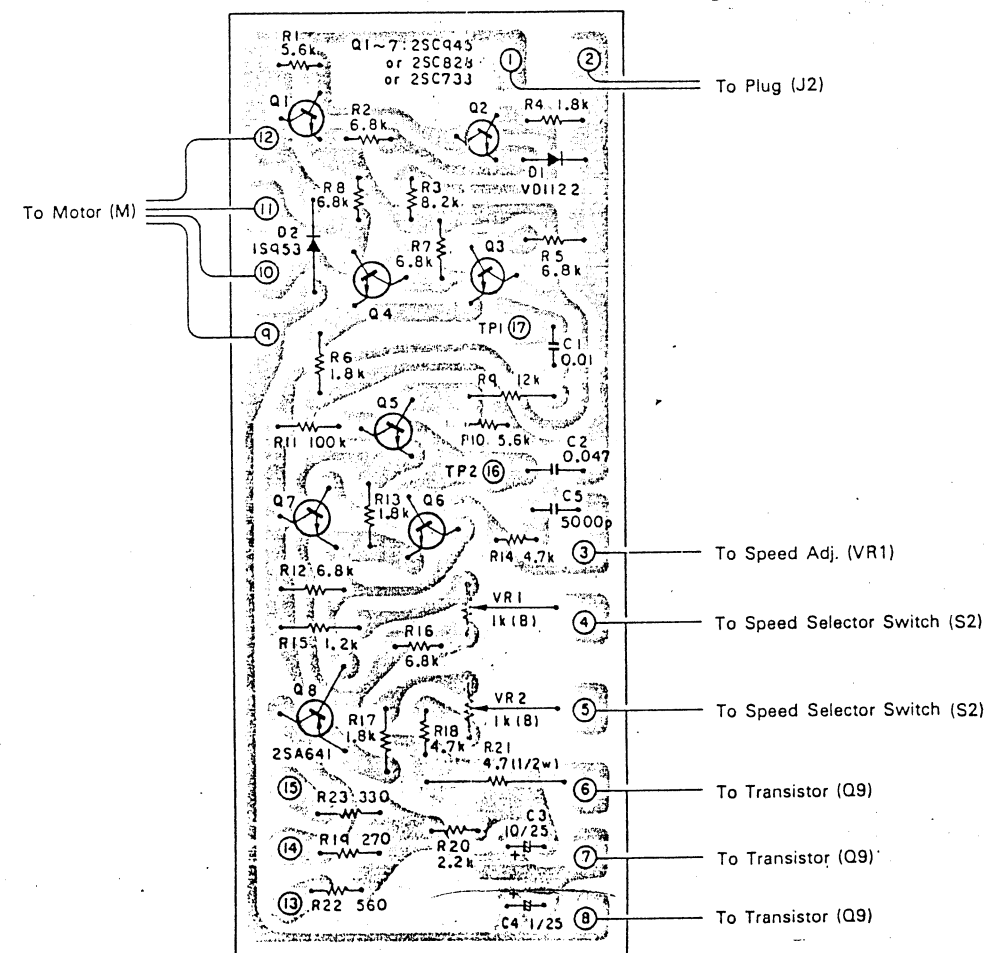 R1
5.6k
Q1~7:2SC945
or 2SC828
or 2SC733
1
2
To Plug (J2)
Q1
R2
6.8k
Q2
R4 1.8k
12
D1
VD1122
To Motor (M)
11
R8
6.8k
R3
8.2k
D2
1S953
R7
6.8k
Q3
R5
6.8k
10
Q4
9
TP1 17
C1
0.01
R6
1.8k
R9 12k
Q5
R11 100k
R10 5.6k
C2
0.047
TP2 16
Q7
R13
1.8k
Q6
C5
5000p
R14 4.7k
3
To Speed Adj. (VR1)
R12 6.8k
VR1
1k(B)
4
To Speed Selector Switch (S2)
R15 1.2k
R16
6.8k
Q8
2SA641
R17
1.8k
R18
4.7k
VR2
1k(B)
5
To Speed Selector Switch (S2)
R21
4.7(1/2w)
15
6
To Transistor (Q9)
R23 330
C3
10/25
14
R19 270
R20
2.2k
+
7
To Transistor (Q9)
13
R22 560
+
C4 1/25
8
To Transistor (Q9)